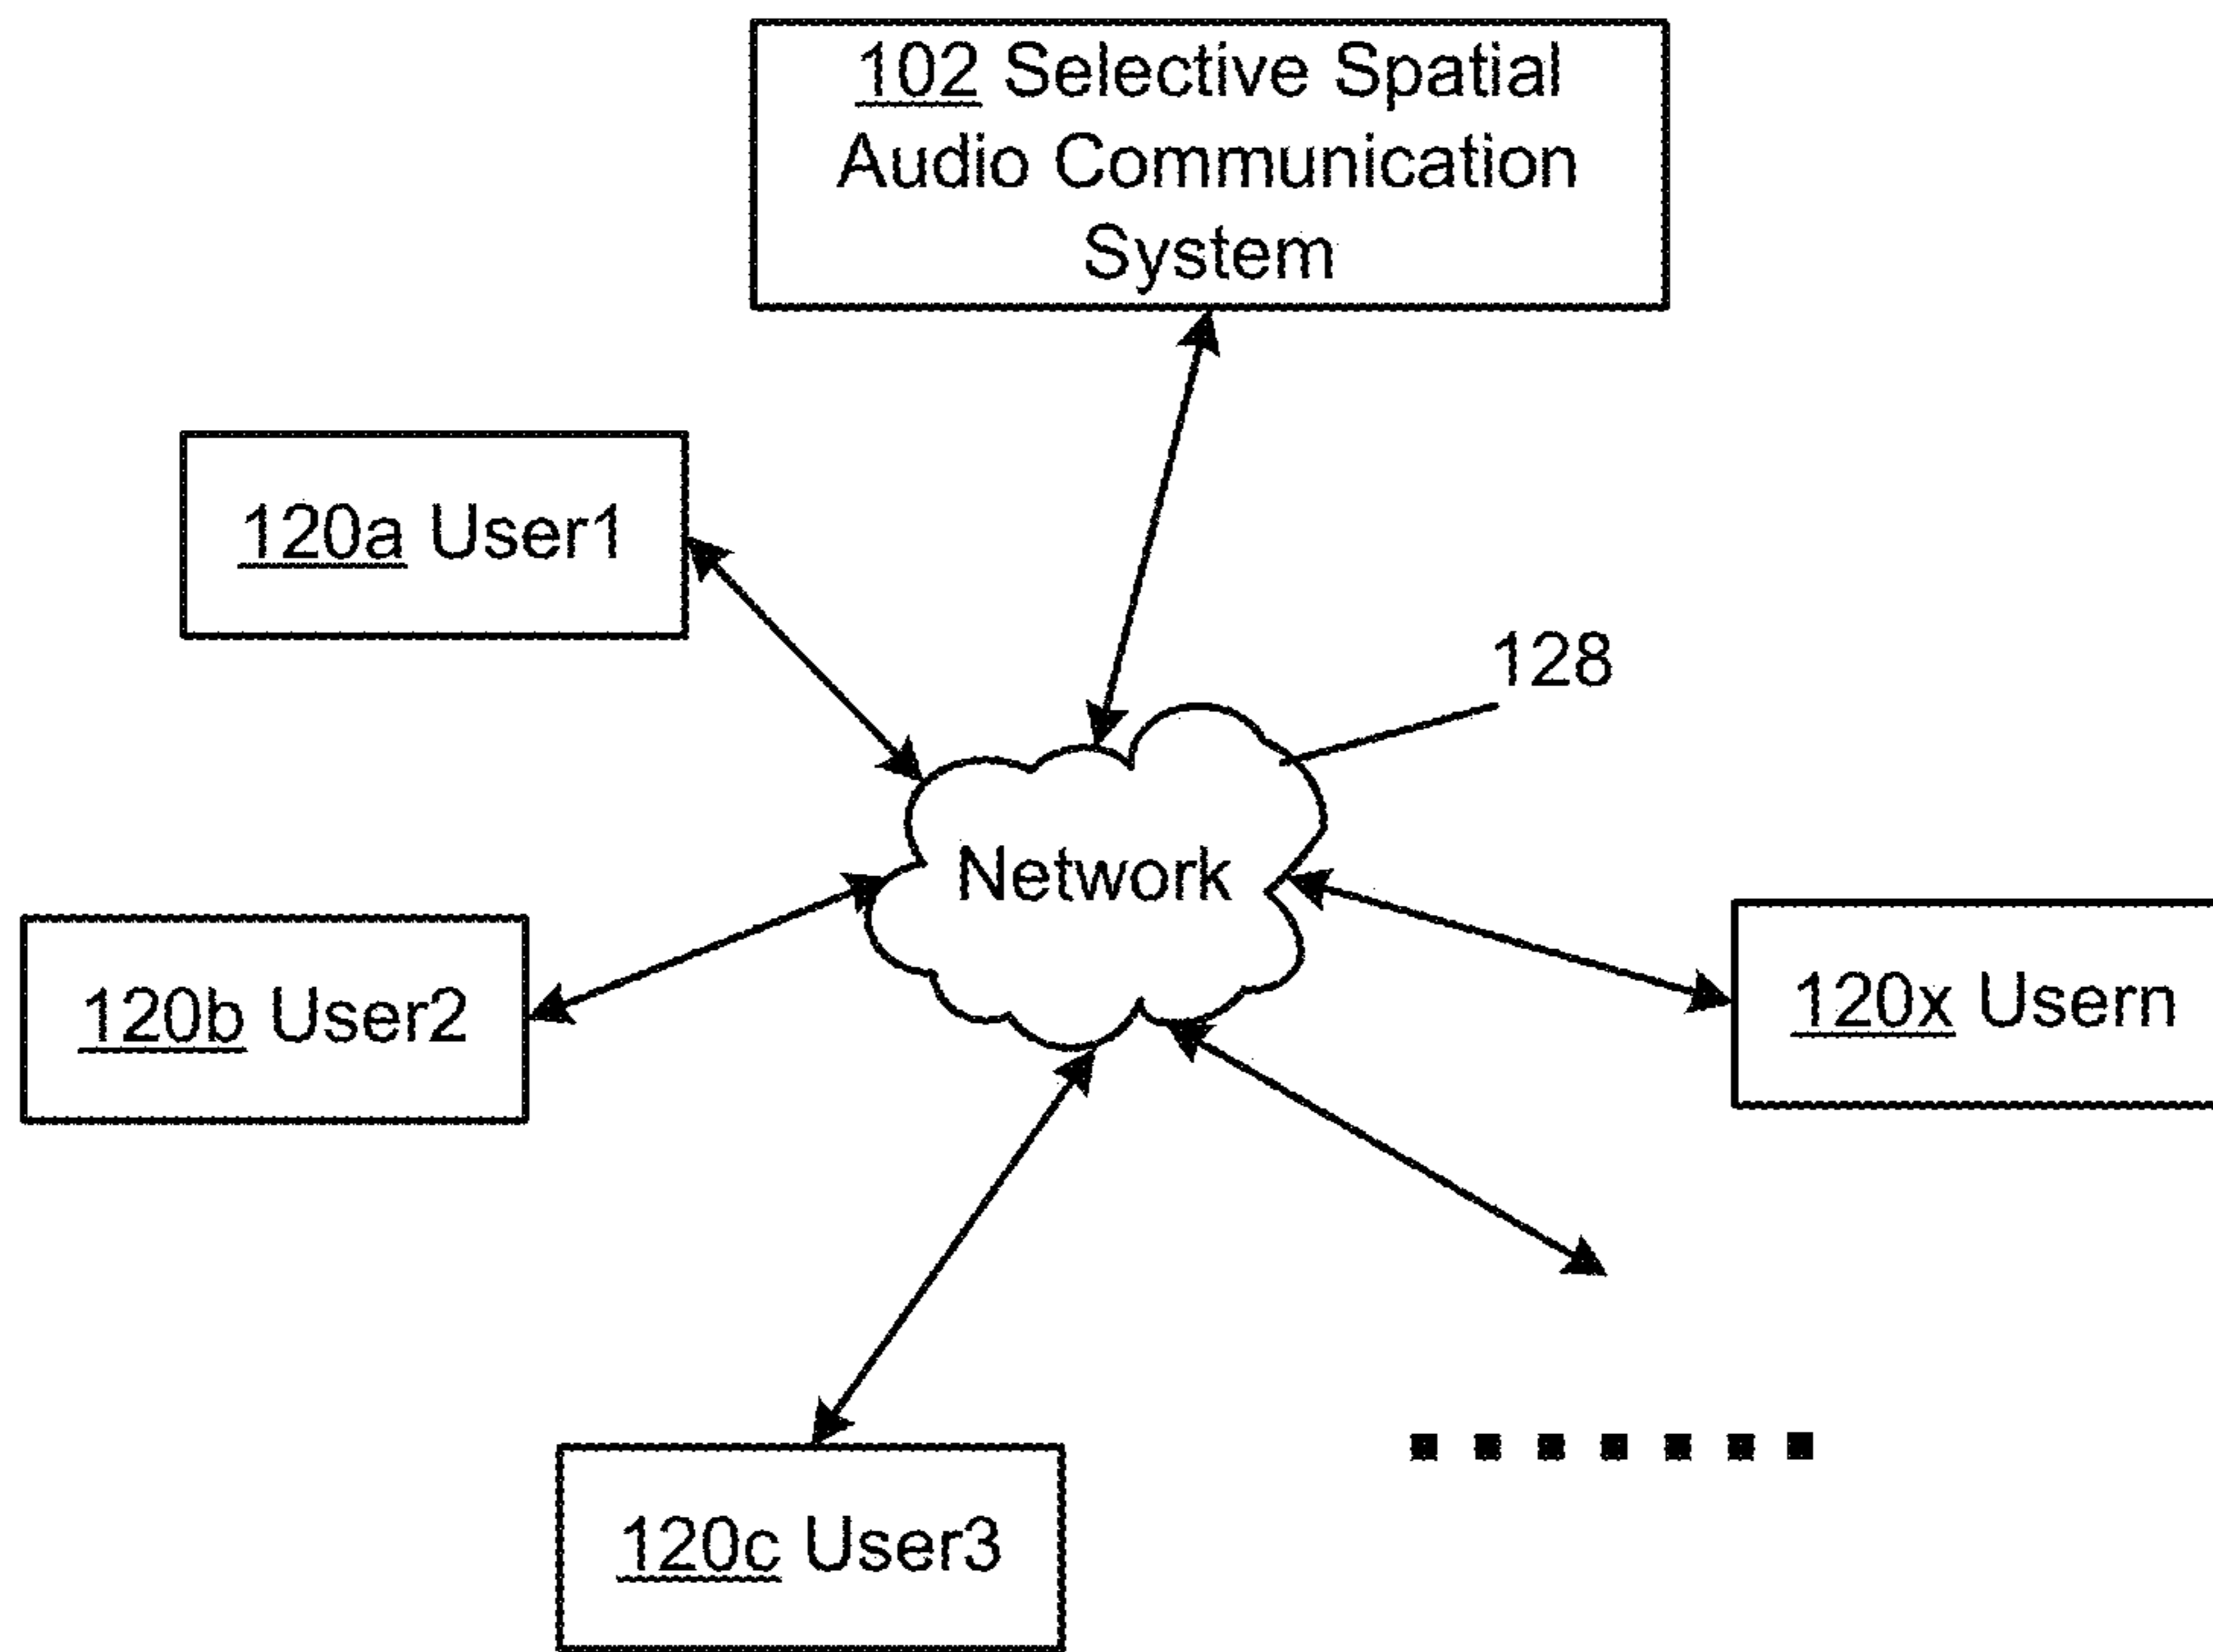 102 Selective Spatial
Audio Communication
System
120a User1
128
Network
120b User2
120x Usern
120c User3